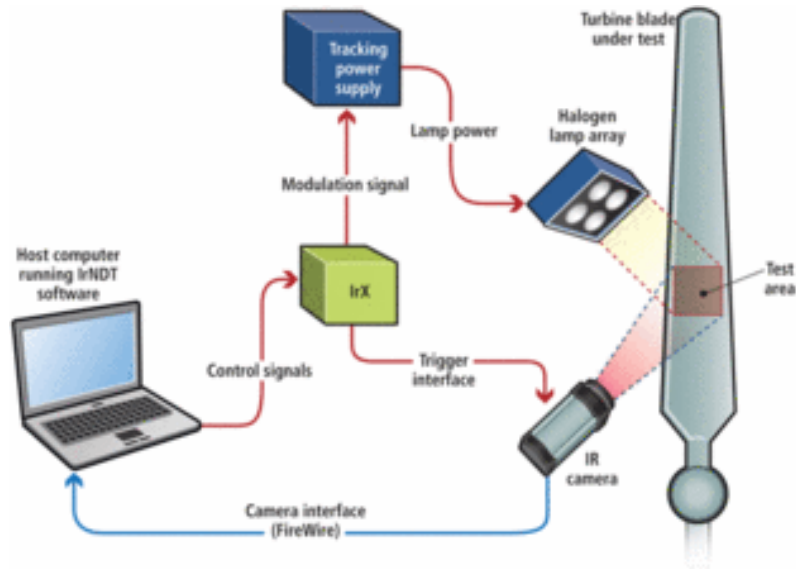 Turbine blade
under test
Tracking
power
supply
Halogen
lamp array
Lamp power
Modulation signal
Host computer
running IrNDT
software
IrX
Test
area
Control signals
Trigger
interface
IR
camera
Camera interface
(FireWire)